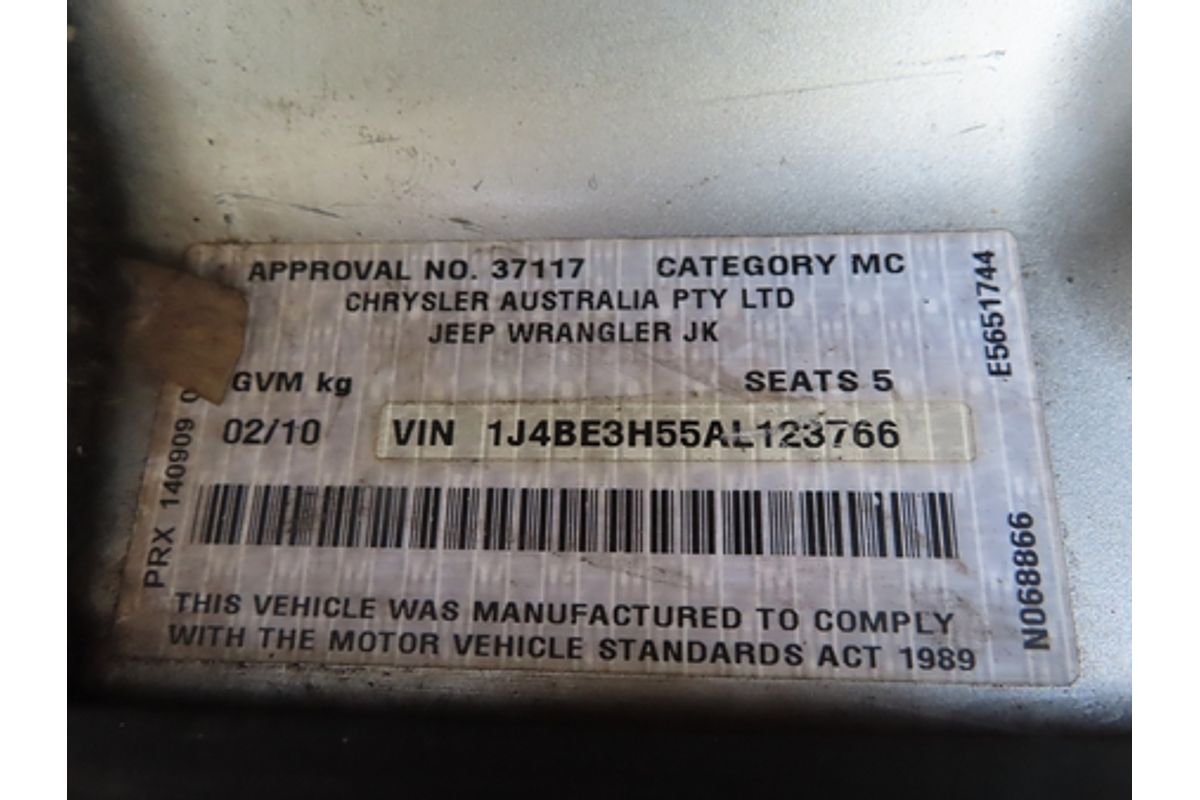 APPROVAL NO. 37117 CATEGORY MC
CHRYSLER AUSTRALIA PTY LTD
JEEP WRANGLER JK
GVM kg SEATS 5
02/10 VIN 1J4BE3H55AL123766
THIS VEHICLE WAS MANUFACTURED TO COMPLY
WITH THE MOTOR VEHICLE STANDARDS ACT 1989
PRX 140909
E5651744
N068866